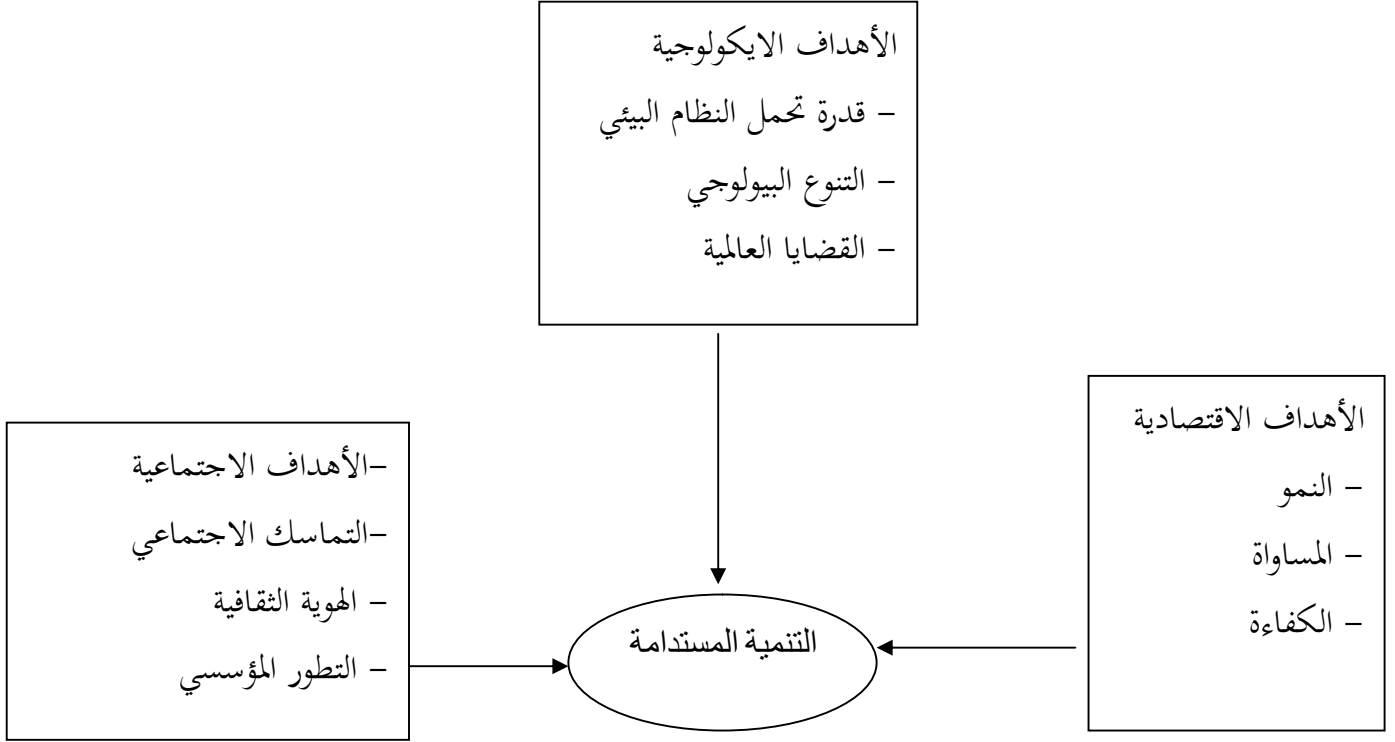 الأهداف الايكولوجية
– قدرة تحمل النظام البيئي
– التنوع البيولوجي
– القضايا العالمية
الأهداف الاقتصادية
– النمو
– المساواة
– الكفاءة
–الأهداف الاجتماعية
–التماسك الاجتماعي
– الهوية الثقافية
– التطور المؤسسي
التنمية المستدامة